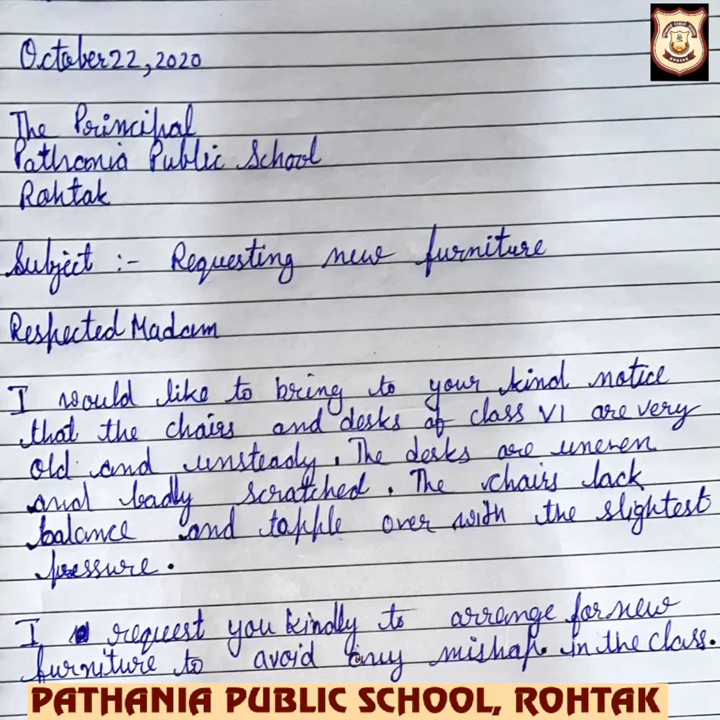 October 22, 2020
The Principal
Pathania Public School
Rohtak
Subject :- Requesting new furniture
Respected Madam
I would like to bring to your kind notice
that the chairs and desks of class VI are very
old and unsteady. The desks are uneven
and badly scratched. The chairs lack
balance and topple over with the slightest
pressure.
I request you kindly to arrange for new
furniture to avoid any mishap in the class.
PATHANIA PUBLIC SCHOOL, ROHTAK